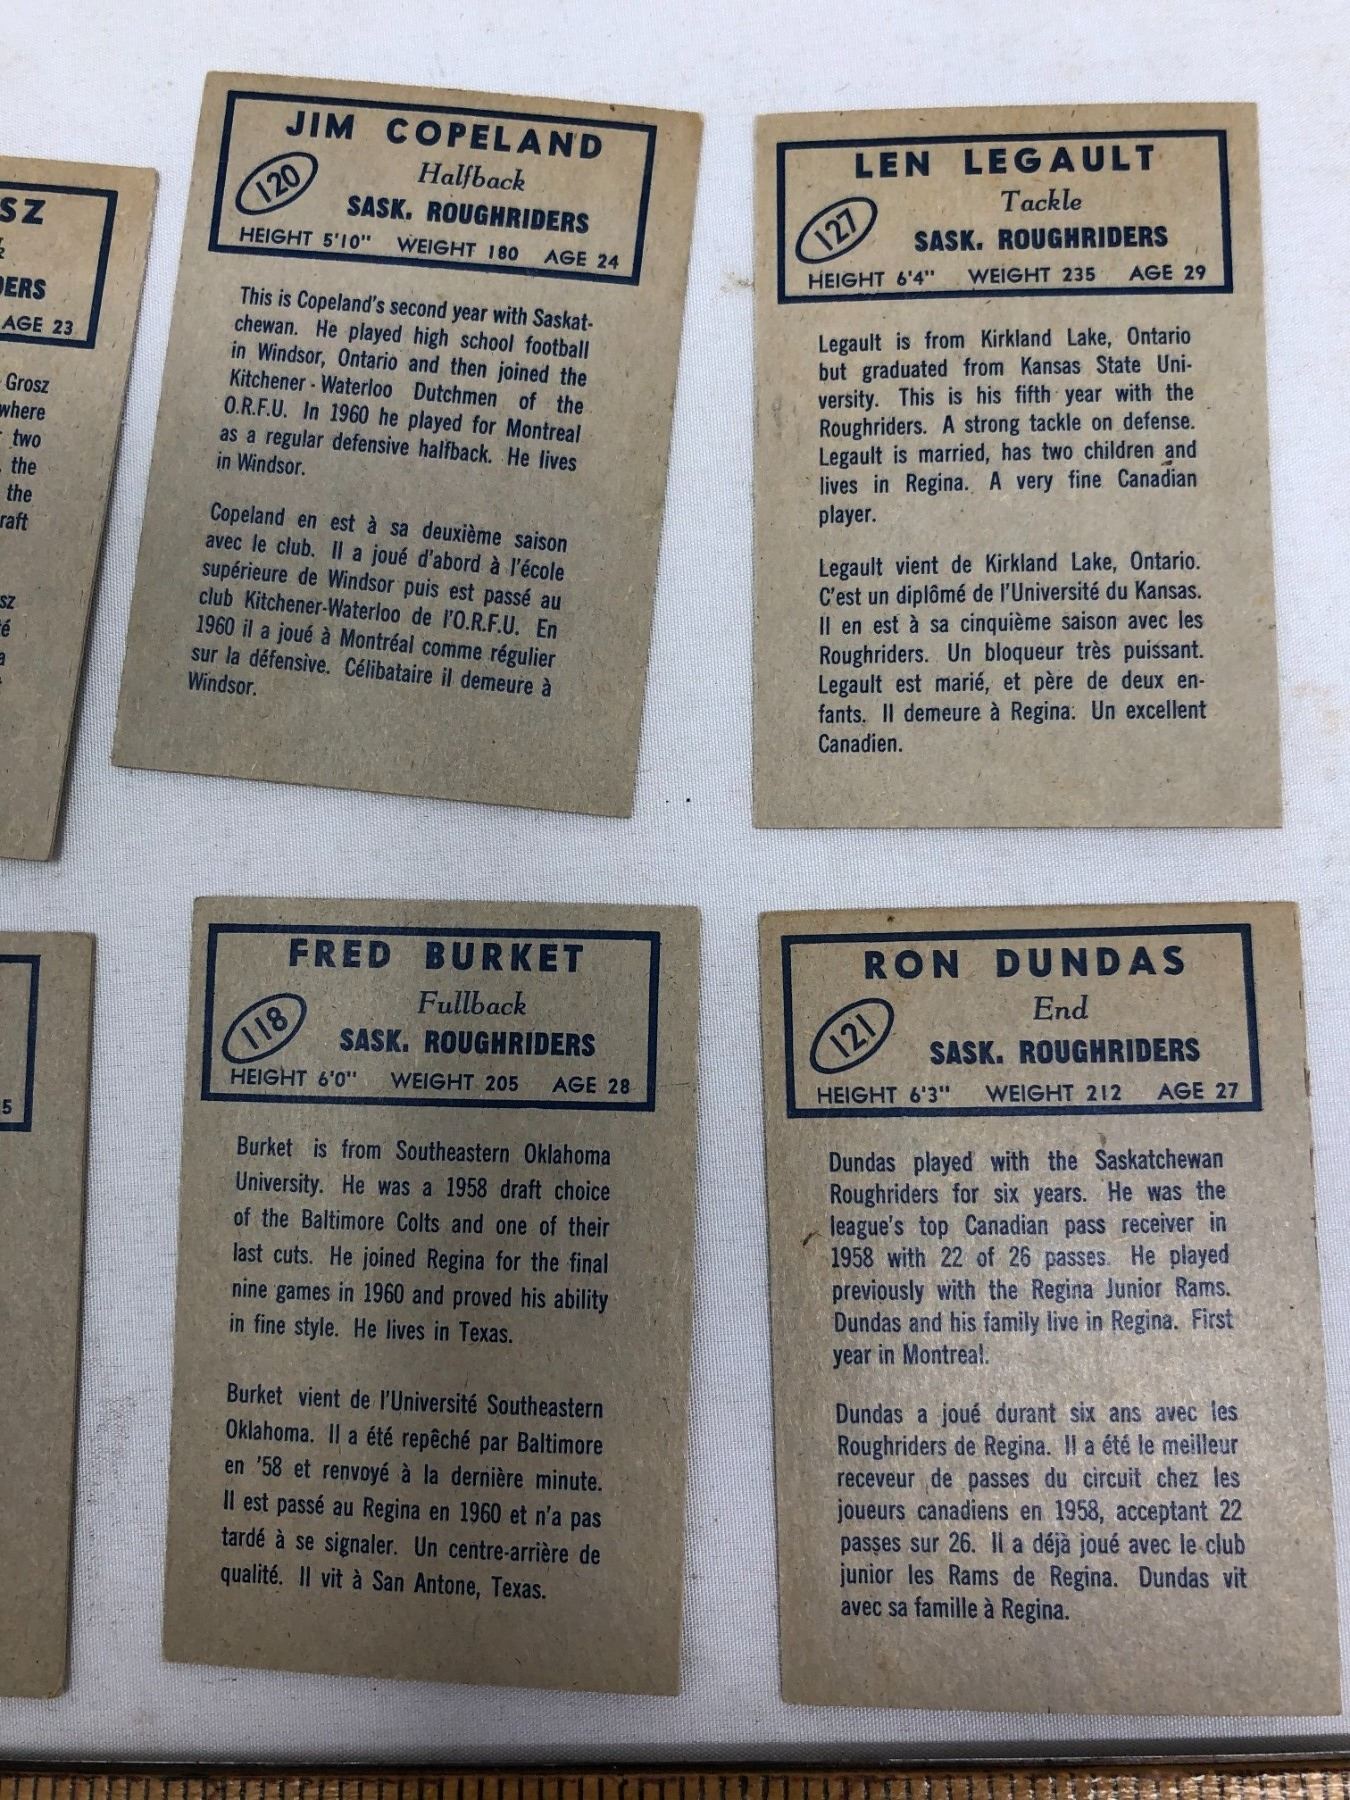 SZ
ERS
AGE 23
Grosz
where
two
the
the
raft
sz
té
a
JIM COPELAND
Halfback
120
SASK. ROUGHRIDERS
HEIGHT 5'10" WEIGHT 180 AGE 24
This is Copeland's second year with Saskat-
chewan. He played high school football
in Windsor, Ontario and then joined the
Kitchener - Waterloo Dutchmen of the
O.R.F.U. In 1960 he played for Montreal
as a regular defensive halfback. He lives
in Windsor.
Copeland en est à sa deuxième saison
avec le club. Il a joué d'abord à l'école
supérieure de Windsor puis est passé au
club Kitchener-Waterloo de l'O.R.F.U. En
1960 il a joué à Montréal comme régulier
sur la défensive. Célibataire il demeure à
Windsor.
LEN LEGAULT
Tackle
127
SASK. ROUGHRIDERS
HEIGHT 6'4" WEIGHT 235 AGE 29
Legault is from Kirkland Lake, Ontario
but graduated from Kansas State Uni-
versity. This is his fifth year with the
Roughriders. A strong tackle on defense.
Legault is married, has two children and
lives in Regina. A very fine Canadian
player.
Legault vient de Kirkland Lake, Ontario.
C'est un diplômé de l'Université du Kansas.
Il en est à sa cinquième saison avec les
Roughriders. Un bloqueur très puissant.
Legault est marié, et père de deux en-
fants. Il demeure à Regina. Un excellent
Canadien.
5
FRED BURKET
Fullback
118
SASK. ROUGHRIDERS
HEIGHT 6'0" WEIGHT 205 AGE 28
Burket is from Southeastern Oklahoma
University. He was a 1958 draft choice
of the Baltimore Colts and one of their
last cuts. He joined Regina for the final
nine games in 1960 and proved his ability
in fine style. He lives in Texas.
Burket vient de l'Université Southeastern
Oklahoma. Il a été repêché par Baltimore
en '58 et renvoyé à la dernière minute.
Il est passé au Regina en 1960 et n'a pas
tardé à se signaler. Un centre-arrière de
qualité. Il vit à San Antone, Texas.
RON DUNDAS
End
121
SASK. ROUGHRIDERS
HEIGHT 6'3" WEIGHT 212 AGE 27
Dundas played with the Saskatchewan
Roughriders for six years. He was the
league's top Canadian pass receiver in
1958 with 22 of 26 passes. He played
previously with the Regina Junior Rams.
Dundas and his family live in Regina. First
year in Montreal.
Dundas a joué durant six ans avec les
Roughriders de Regina. Il a été le meilleur
receveur de passes du circuit chez les
joueurs canadiens en 1958, acceptant 22
passes sur 26. Il a déjà joué avec le club
junior les Rams de Regina. Dundas vit
avec sa famille à Regina.